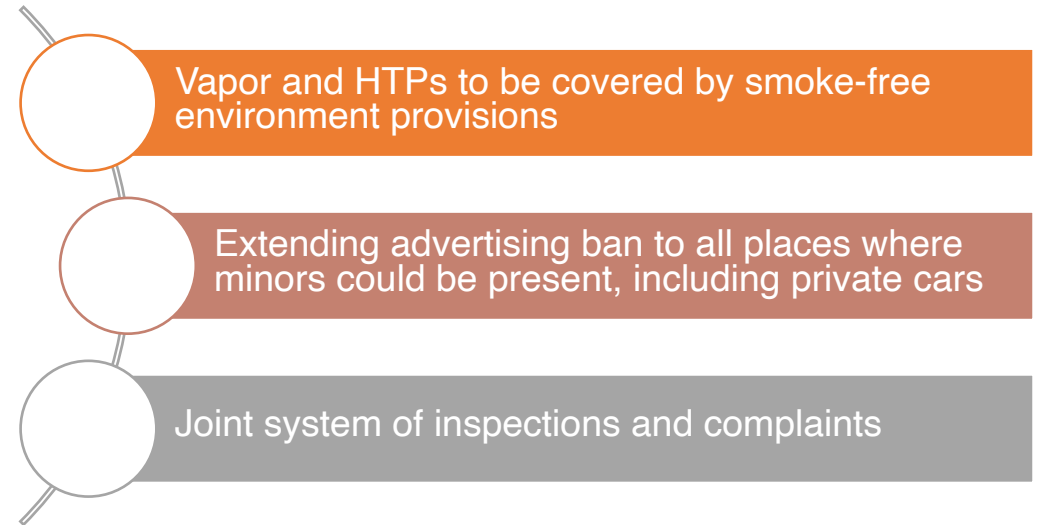 Vapor and HTPs to be covered by smoke-free
environment provisions
Extending advertising ban to all places where
minors could be present, including private cars
Joint system of inspections and complaints